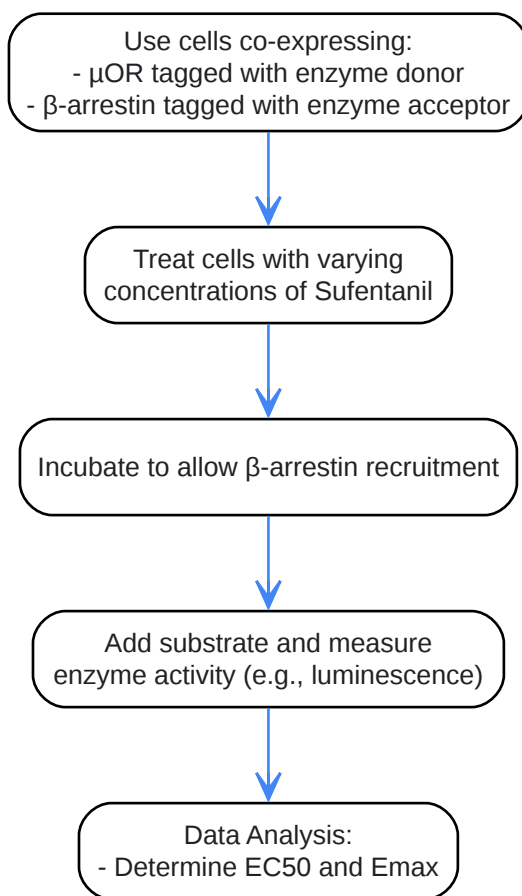 Use cells co-expressing:
- µOR tagged with enzyme donor
- β-arrestin tagged with enzyme acceptor
Treat cells with varying
concentrations of Sufentanil
Incubate to allow β-arrestin recruitment
Add substrate and measure
enzyme activity (e.g., luminescence)
Data Analysis:
- Determine EC50 and Emax